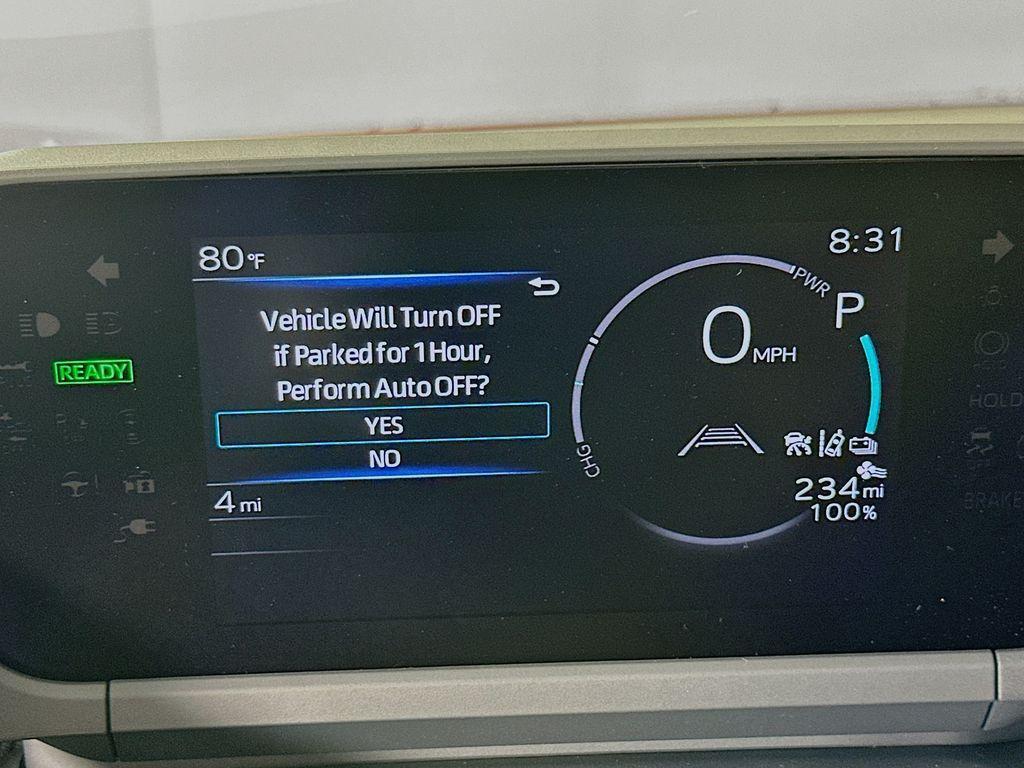 80°F
8:31
PWR
P
Vehicle Will Turn OFF
if Parked for 1 Hour,
Perform Auto OFF?
0 MPH
READY
HOLD
YES
NO
CHG
4 mi
234 mi
100%
BRAKE